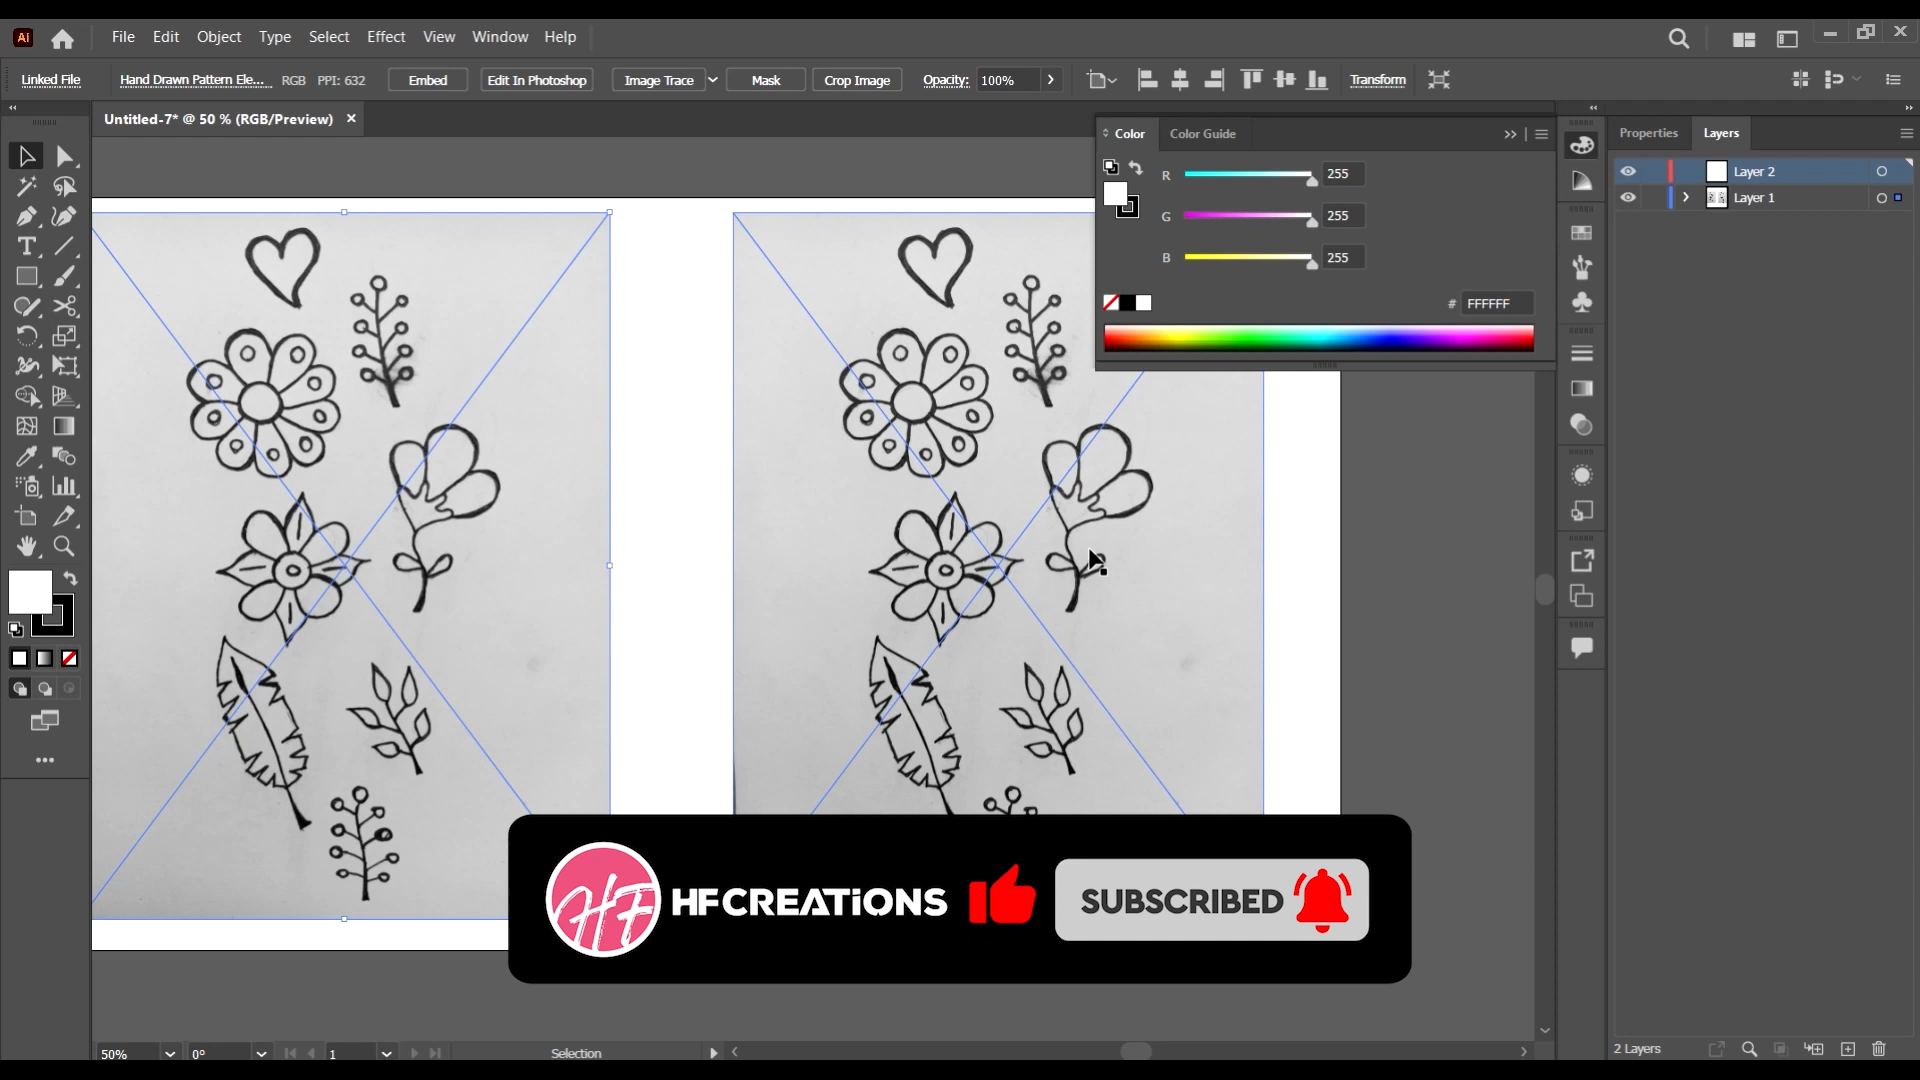 Ai File Edit Object Type Select Effect View Window Help
Linked File Hand Drawn Pattern Ele... RGB PPI: 632 Embed Edit In Photoshop Image Trace Mask Crop Image Opacity: 100% Transform
Untitled-7* @ 50 % (RGB/Preview)
Color Color Guide
R 255
G 255
B 255
# FFFFFF
Properties Layers
Layer 2
Layer 1
HF HFCREATiONS SUBSCRIBED
50% 0° 1 Selection
2 Layers